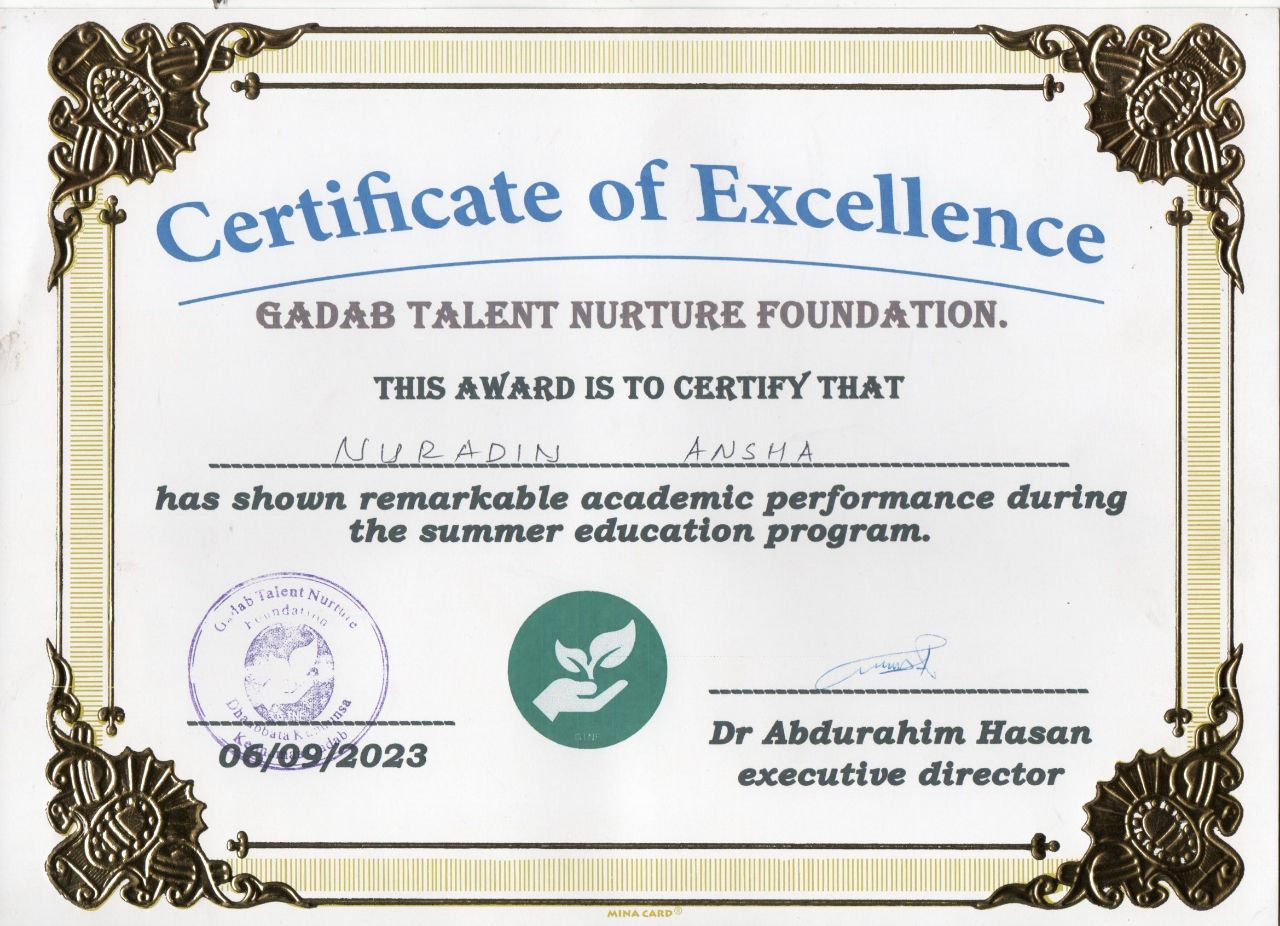 Certificate of Excellence
GADAB TALENT NURTURE FOUNDATION.
THIS AWARD IS TO CERTIFY THAT
NURADIN ANSHA
has shown remarkable academic performance during
the summer education program.
Gadab Talent Nurture
Foundation
Dhaabbata
GTNF
06/09/2023
Dr Abdurahim Hasan
executive director
MINA CARD®